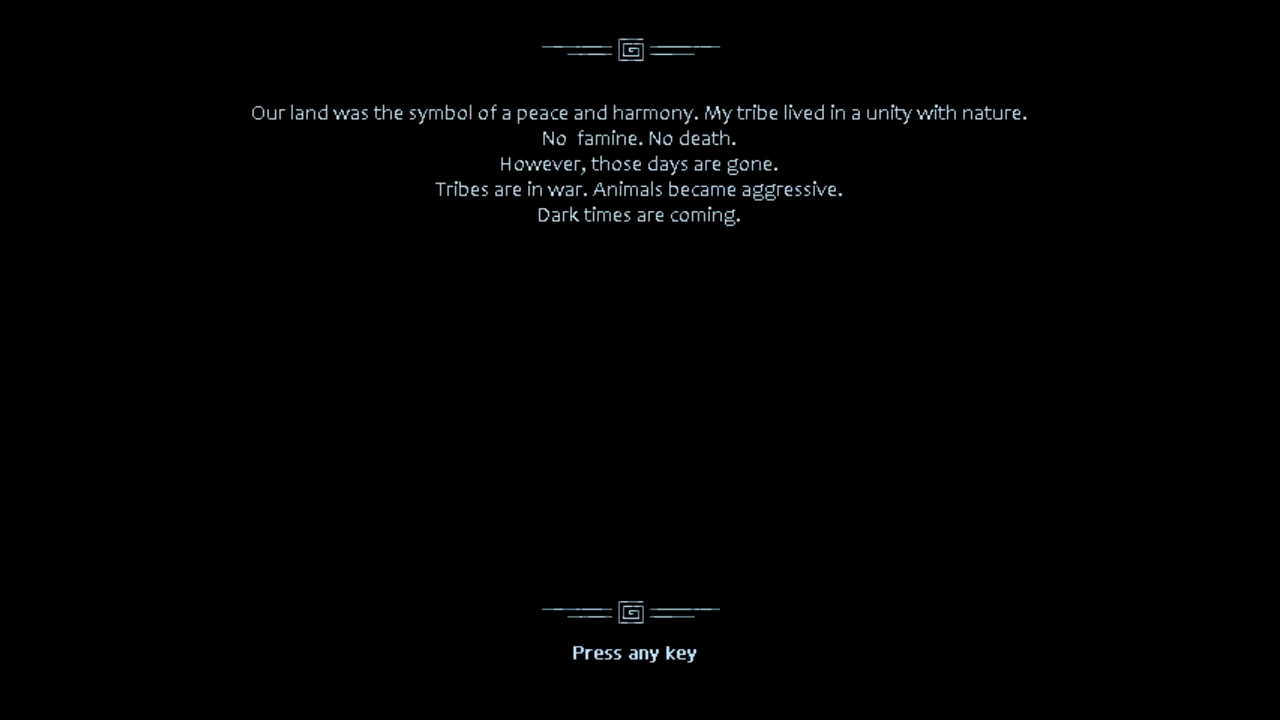 Our land was the symbol of a peace and harmony. My tribe lived in a unity with nature.
No  famine. No death.
However, those days are gone.
Tribes are in war. Animals became aggressive.
Dark times are coming.
Press any key